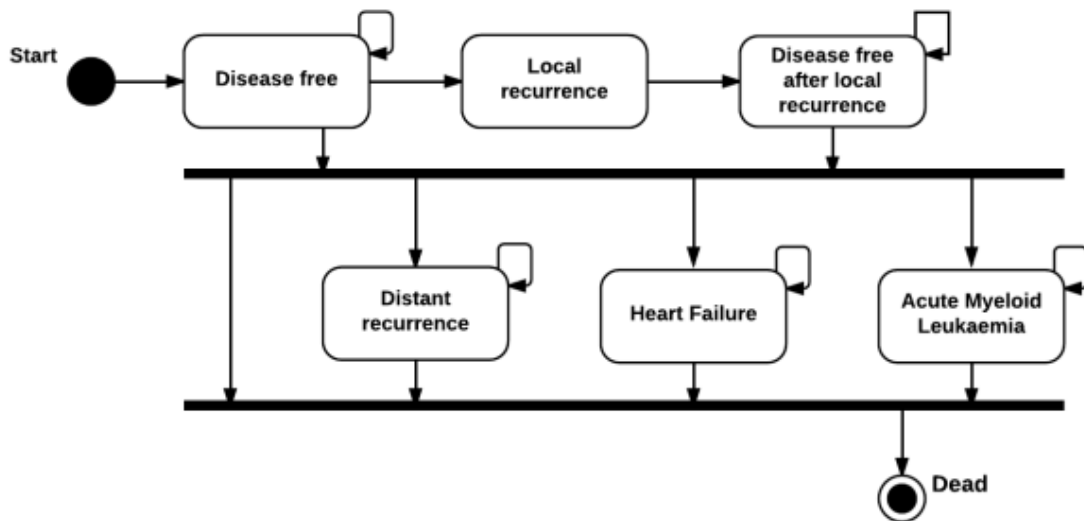 Start
Disease free
Local
recurrence
Disease free
after local
recurrence
Distant
recurrence
Heart Failure
Acute Myeloid
Leukaemia
Dead